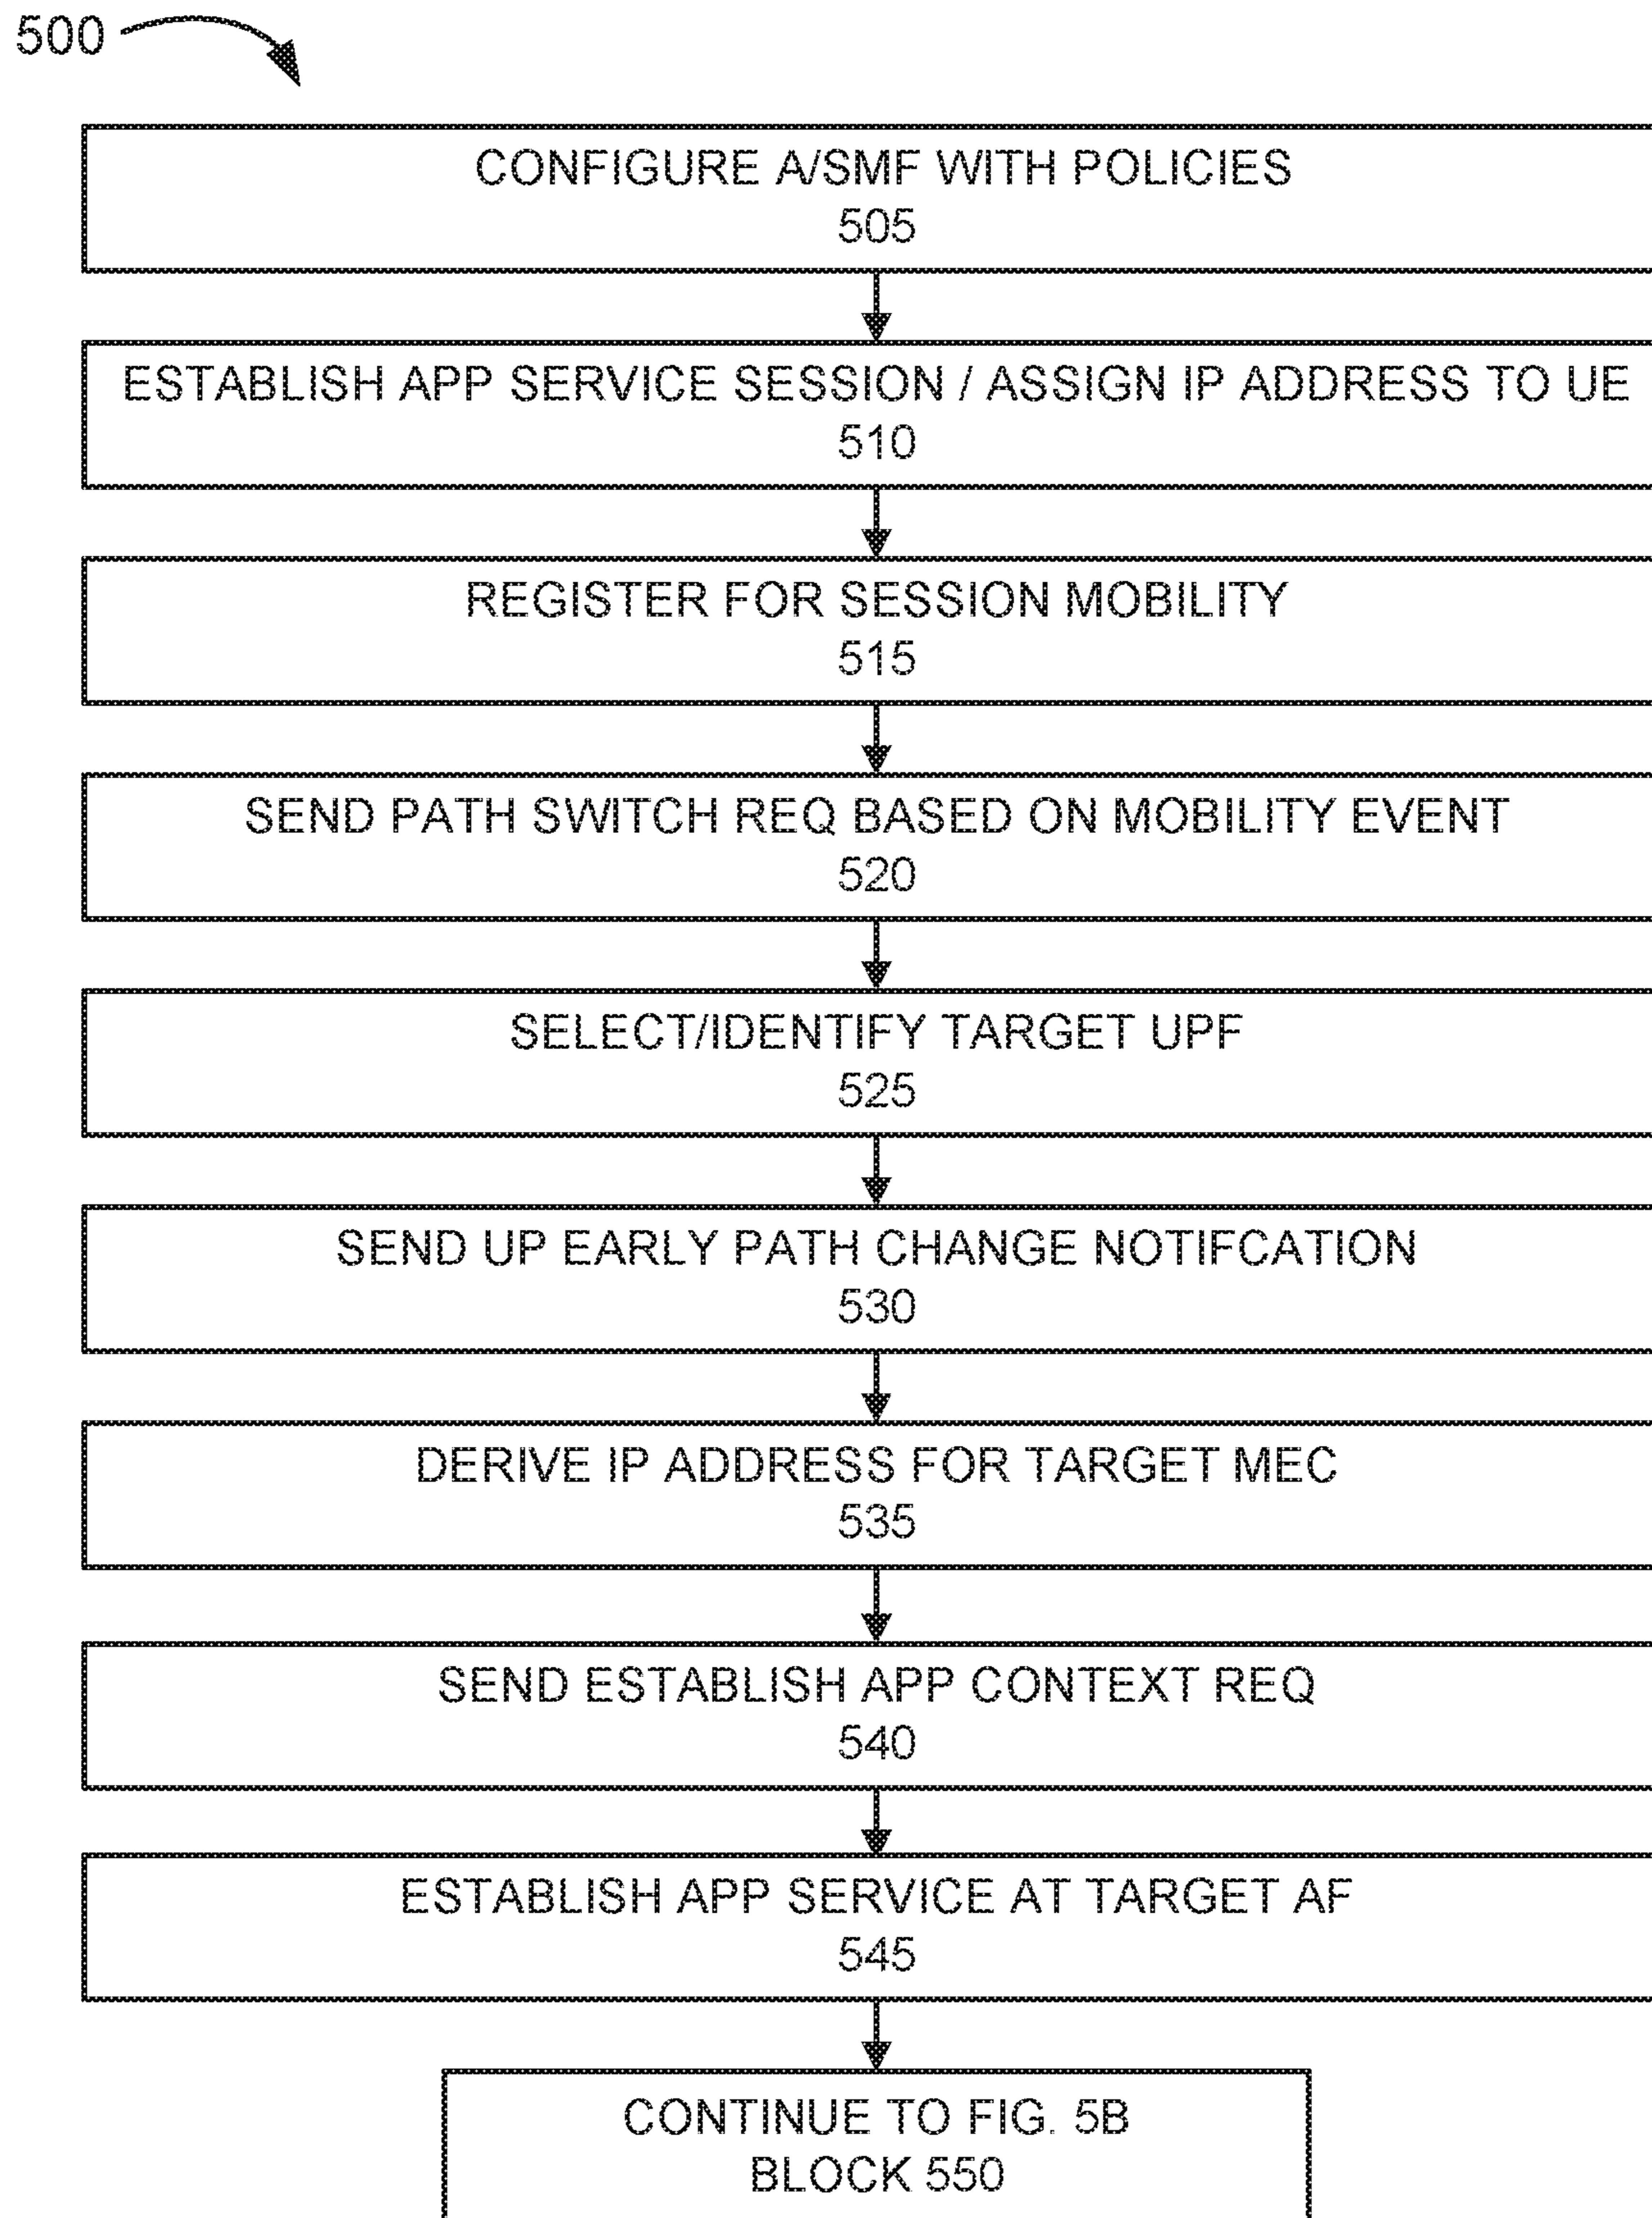 500
CONFIGURE A/SMF WITH POLICIES
505
ESTABLISH APP SERVICE SESSION / ASSIGN IP ADDRESS TO UE
510
REGISTER FOR SESSION MOBILITY
515
SEND PATH SWITCH REQ BASED ON MOBILITY EVENT
520
SELECT/IDENTIFY TARGET UPF
525
SEND UP EARLY PATH CHANGE NOTIFCATION
530
DERIVE IP ADDRESS FOR TARGET MEC
535
SEND ESTABLISH APP CONTEXT REQ
540
ESTABLISH APP SERVICE AT TARGET AF
545
CONTINUE TO FIG. 5B
BLOCK 550